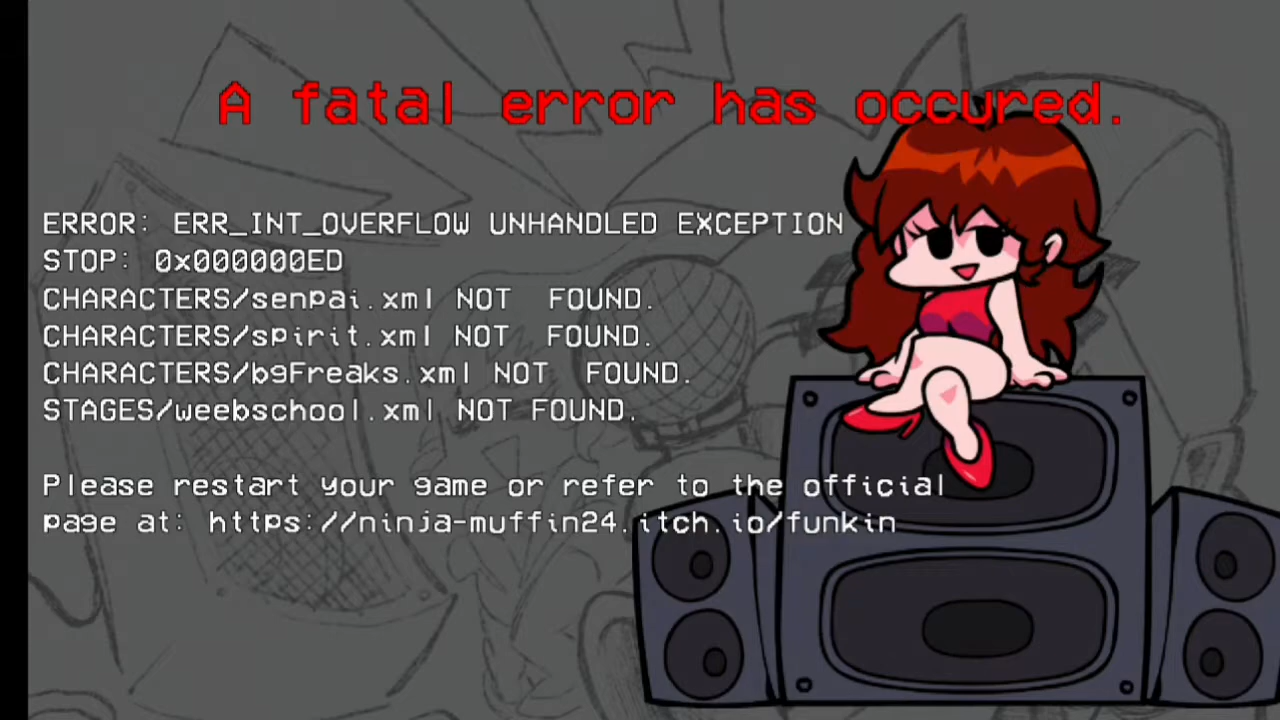 A fatal error has occured.
ERROR: ERR_INT_OVERFLOW UNHANDLED EXCEPTION
STOP: 0x000000ED
CHARACTERS/senpai.xml NOT FOUND.
CHARACTERS/spirit.xml NOT FOUND.
CHARACTERS/bgFreaks.xml NOT FOUND.
STAGES/weebschool.xml NOT FOUND.
Please restart your game or refer to the official
page at: https://ninja-muffin24.itch.io/funkin